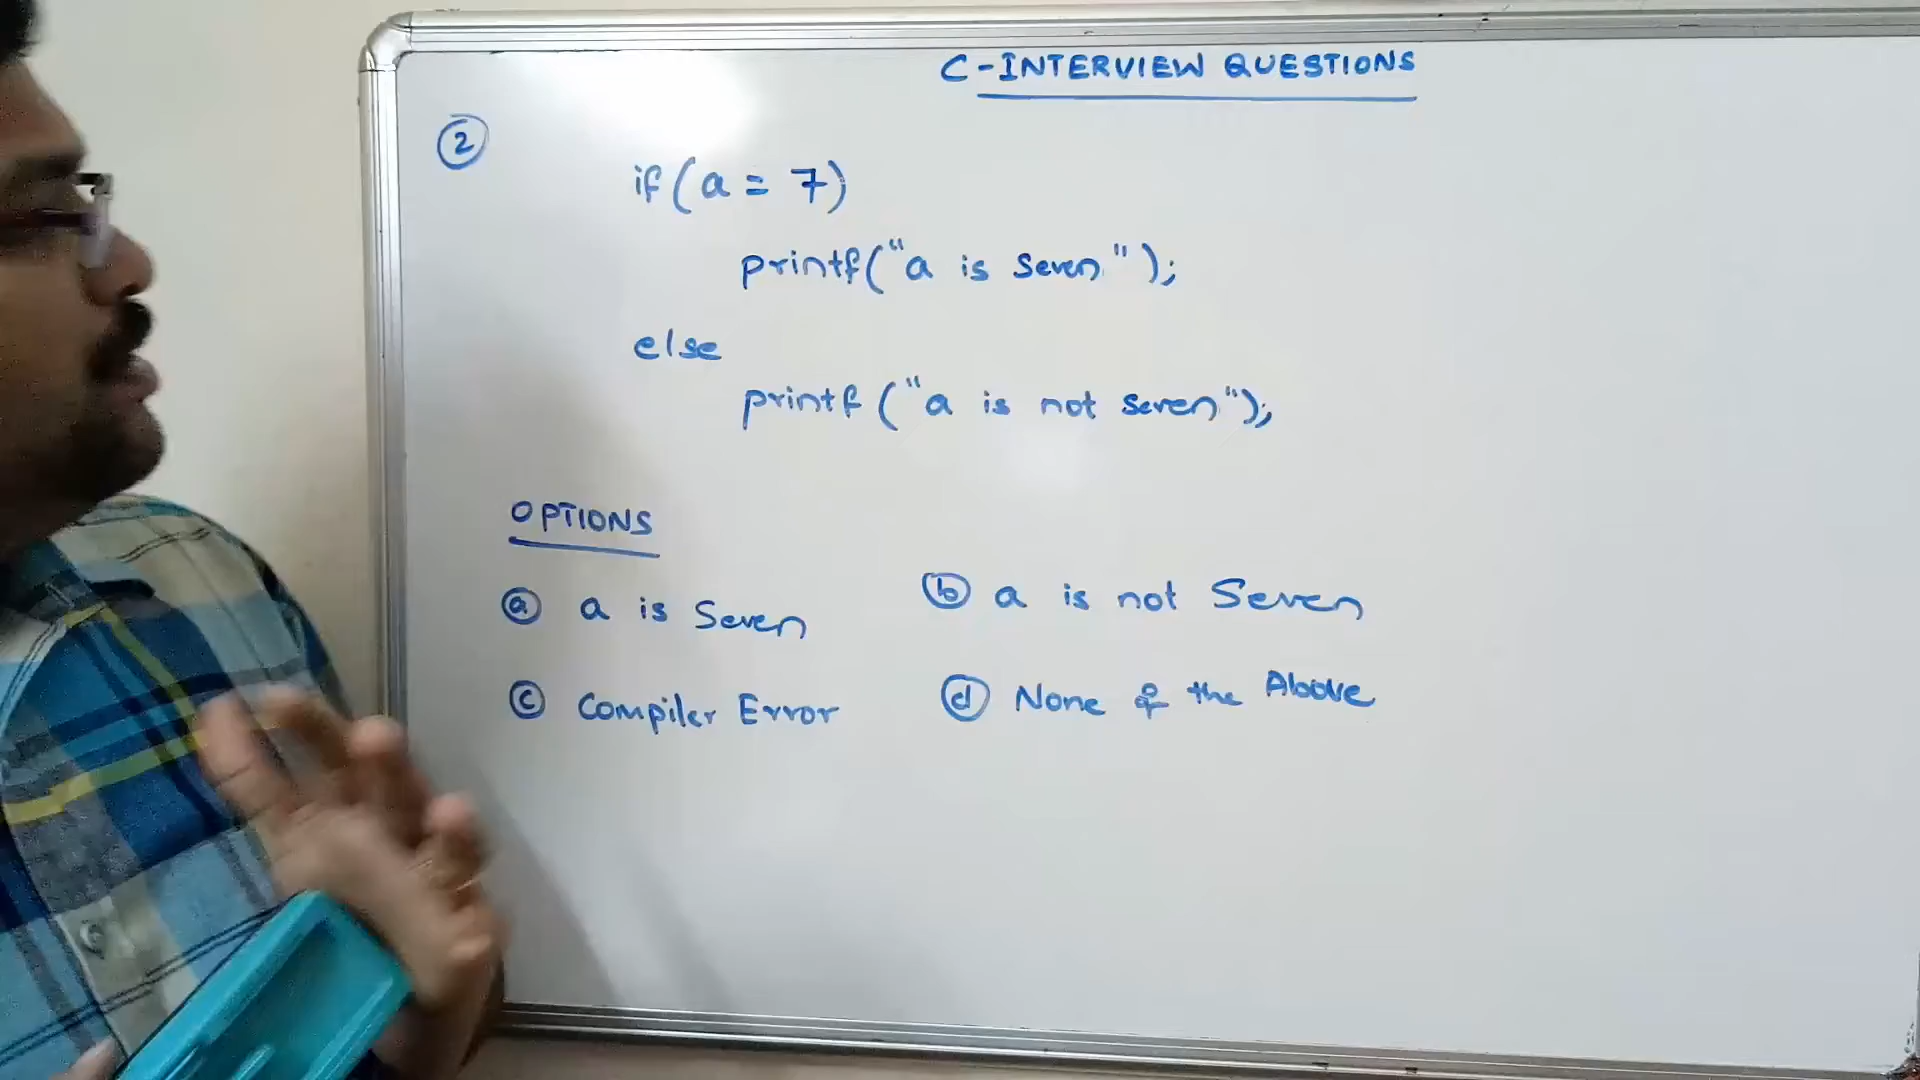 C-INTERVIEW QUESTIONS
2
if (a = 7)
printf("a is seven");
else
printf ("a is not seven");
OPTIONS
a a is Seven
b a is not Seven
c Compiler Error
d None of the Above